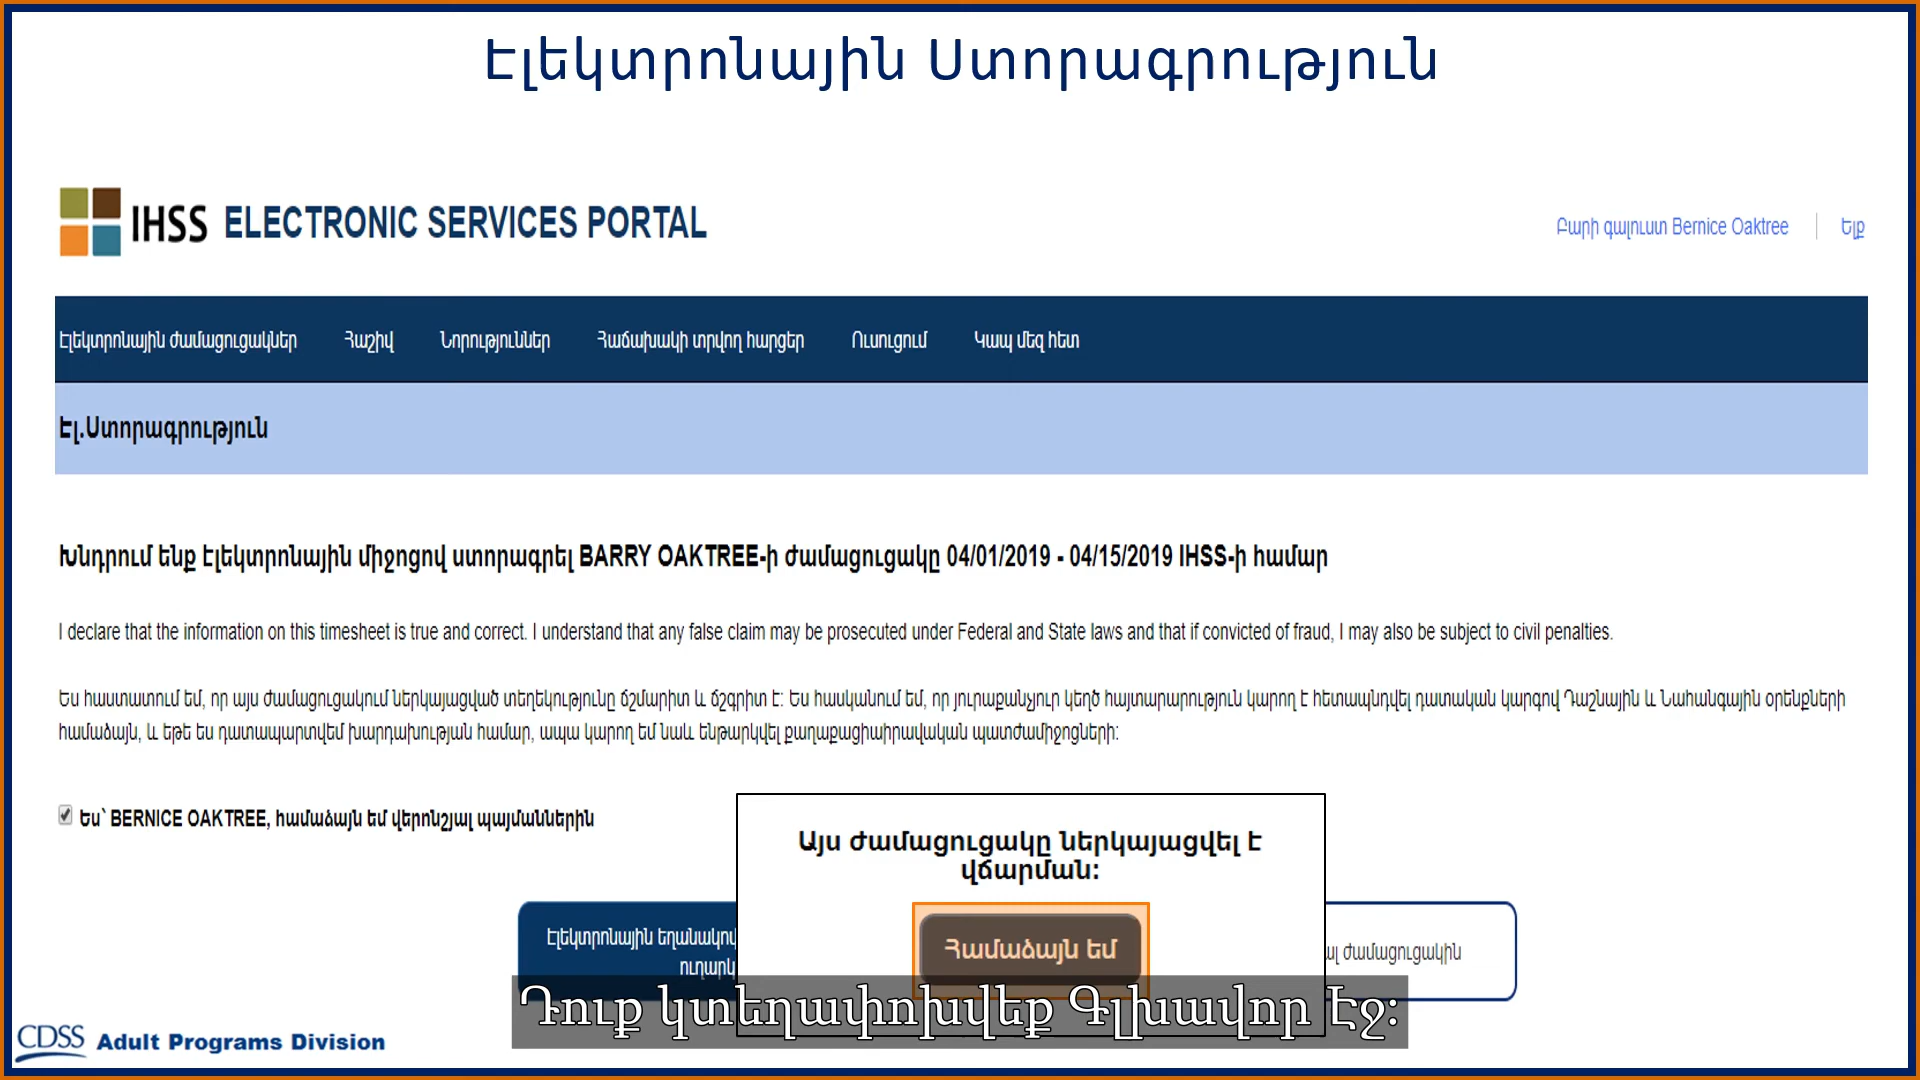 Էլեկտրոնային Ստորագրություն
IHSS ELECTRONIC SERVICES PORTAL
Բարի գալուստ Bernice Oaktree
Ելք
Էլեկտրոնային ժամացուցակներ Հաշիվ Նորություններ Հաճախակի տրվող հարցեր Ուսուցում Կապ մեզ հետ
Էլ.Ստորագրություն
Խնդրում ենք էլեկտրոնային միջոցով ստորագրել BARRY OAKTREE-ի ժամացուցակը 04/01/2019 - 04/15/2019 IHSS-ի համար
I declare that the information on this timesheet is true and correct. I understand that any false claim may be prosecuted under Federal and State laws and that if convicted of fraud, I may also be subject to civil penalties.
Ես հաստատում եմ, որ այս ժամացուցակում ներկայացված տեղեկությունը ճշմարիտ և ճշգրիտ է: Ես հասկանում եմ, որ յուրաքանչյուր կեղծ հայտարարություն կարող է հետապնդվել դատական կարգով Դաշնային և Նահանգային օրենքների
համաձայն, և եթե ես դատապարտվեմ խարդախության համար, ապա կարող եմ նաև ենթարկվել քաղաքացիաիրավական պատժամիջոցների:
Ես՝ BERNICE OAKTREE, համաձայն եմ վերոնշյալ պայմաններին
Այս ժամացուցակը ներկայացվել է
վճարման:
Համաձայն եմ
Էլեկտրոնային
ժամացուցակին
Դուք կտեղափոխվեք Գլխավոր Էջ:
CDSS Adult Programs Division